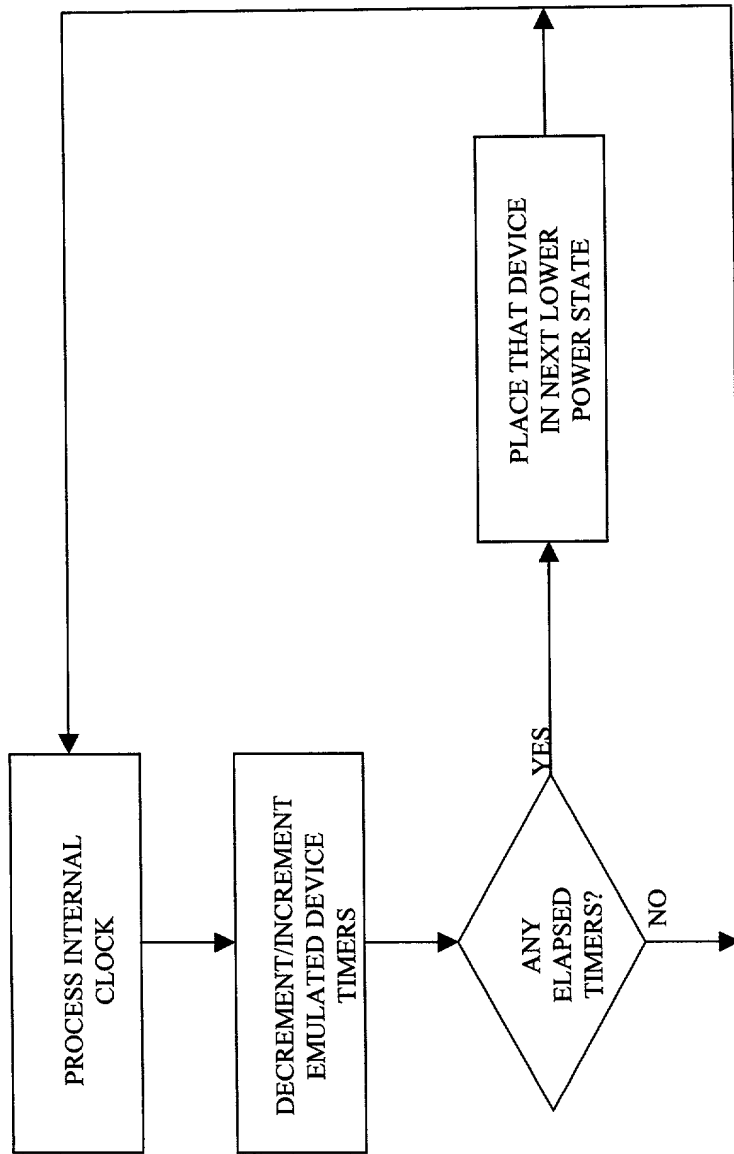 PROCESS INTERNAL
CLOCK
DECREMENT/INCREMENT
EMULATED DEVICE
TIMERS
ANY
ELAPSED
TIMERS?
YES
NO
PLACE THAT DEVICE
IN NEXT LOWER
POWER STATE